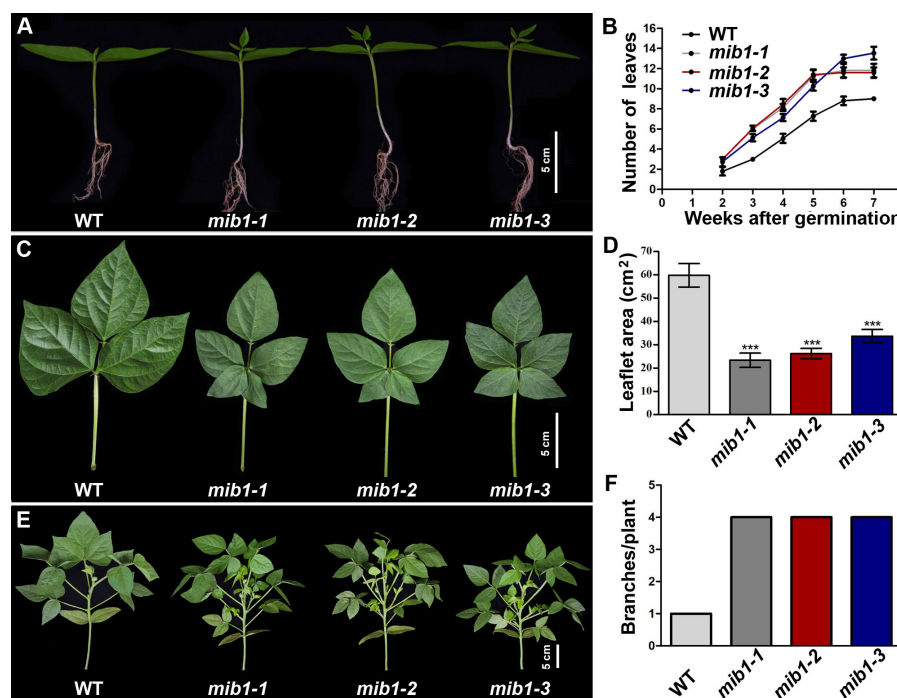 A
WT
mib1-1
mib1-2
mib1-3
5 cm
B
Number of leaves
16
14
12
10
8
6
4
2
0
0 1 2 3 4 5 6 7
Weeks after germination
WT
mib1-1
mib1-2
mib1-3
C
WT
mib1-1
mib1-2
mib1-3
5 cm
D
Leaflet area (cm²)
70
60
50
40
30
20
10
0
***
***
***
WT
mib1-1
mib1-2
mib1-3
E
WT
mib1-1
mib1-2
mib1-3
5 cm
F
Branches/plant
5
4
3
2
1
0
WT
mib1-1
mib1-2
mib1-3